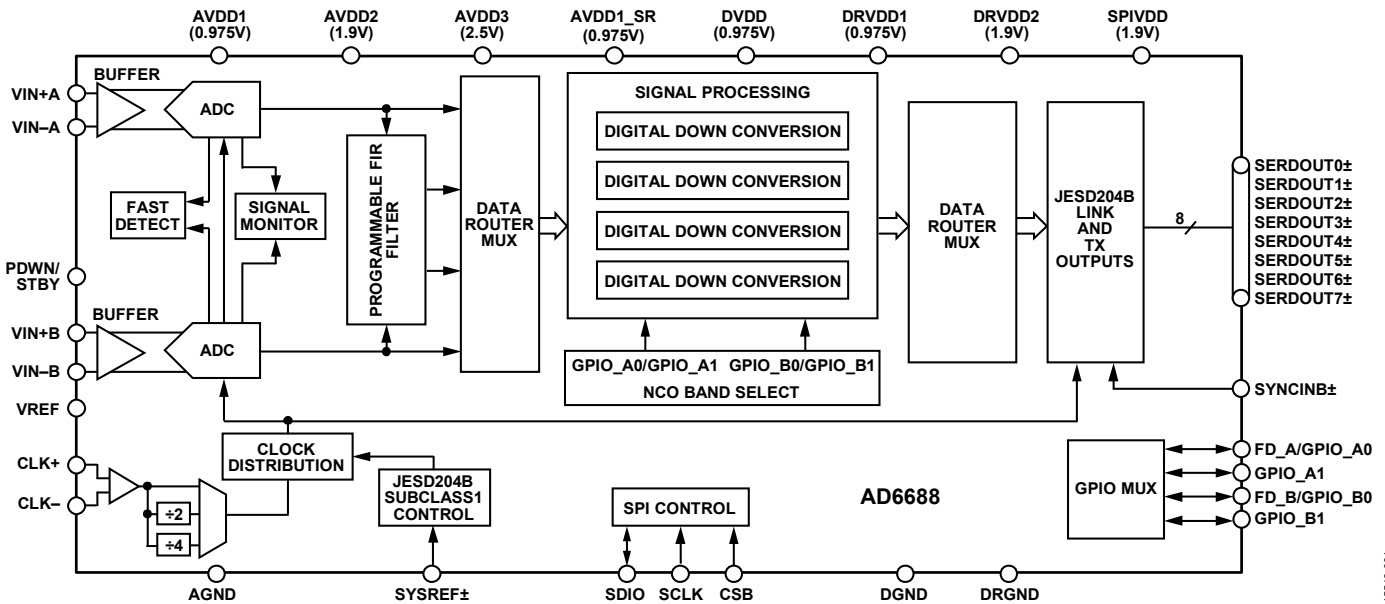 AVDD1
(0.975V)
AVDD2
(1.9V)
AVDD3
(2.5V)
AVDD1_SR
(0.975V)
DVDD
(0.975V)
DRVDD1
(0.975V)
DRVDD2
(1.9V)
SPIVDD
(1.9V)
BUFFER
VIN+A
VIN–A
ADC
FAST
DETECT
SIGNAL
MONITOR
PROGRAMMABLE FIR
FILTER
DATA
ROUTER
MUX
SIGNAL PROCESSING
DIGITAL DOWN CONVERSION
DIGITAL DOWN CONVERSION
DIGITAL DOWN CONVERSION
DIGITAL DOWN CONVERSION
DATA
ROUTER
MUX
JESD204B
LINK
AND
TX
OUTPUTS
8
SERDOUT0±
SERDOUT1±
SERDOUT2±
SERDOUT3±
SERDOUT4±
SERDOUT5±
SERDOUT6±
SERDOUT7±
PDWN/
STBY
BUFFER
VIN+B
VIN–B
ADC
GPIO_A0/GPIO_A1 GPIO_B0/GPIO_B1
NCO BAND SELECT
SYNCINB±
VREF
CLK+
CLK–
÷2
÷4
CLOCK
DISTRIBUTION
JESD204B
SUBCLASS1
CONTROL
SPI CONTROL
AD6688
GPIO MUX
FD_A/GPIO_A0
GPIO_A1
FD_B/GPIO_B0
GPIO_B1
AGND
SYSREF±
SDIO
SCLK
CSB
DGND
DRGND